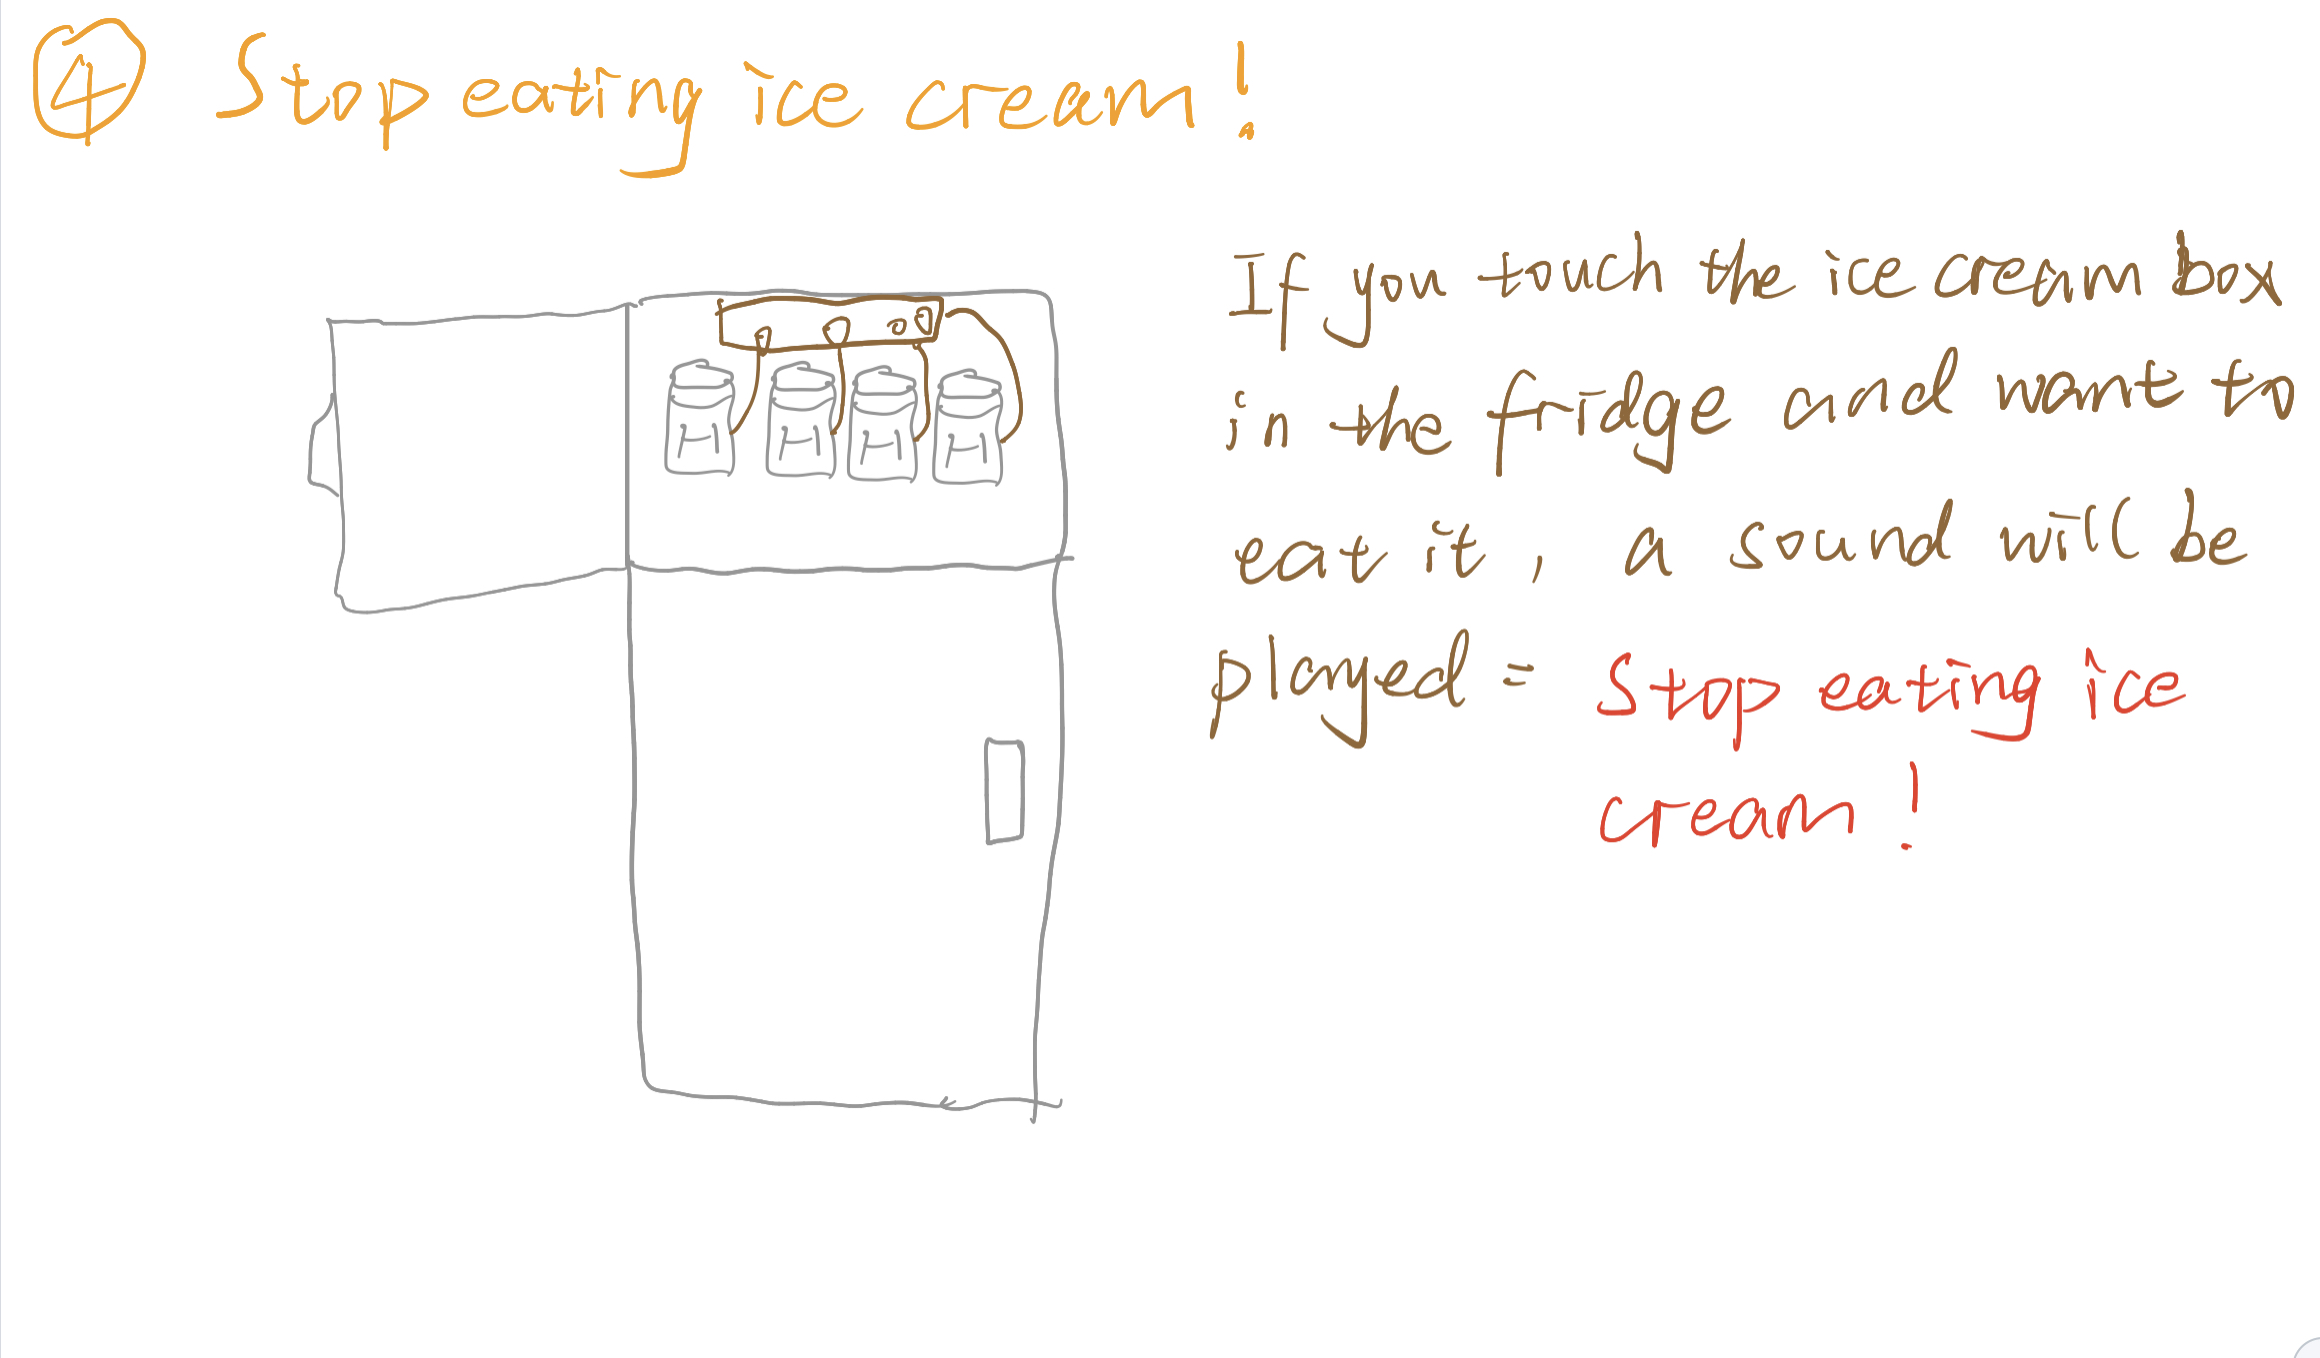 ④ Stop eating ice cream!
If you touch the ice cream box
in the fridge and want to
eat it, a sound will be
played = Stop eating ice
cream!
H H H H